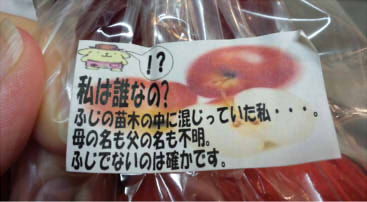 !?
私は誰なの?
ふじの苗木の中に混じっていた私・・・。
母の名も父の名も不明。
ふじでないのは確かです。